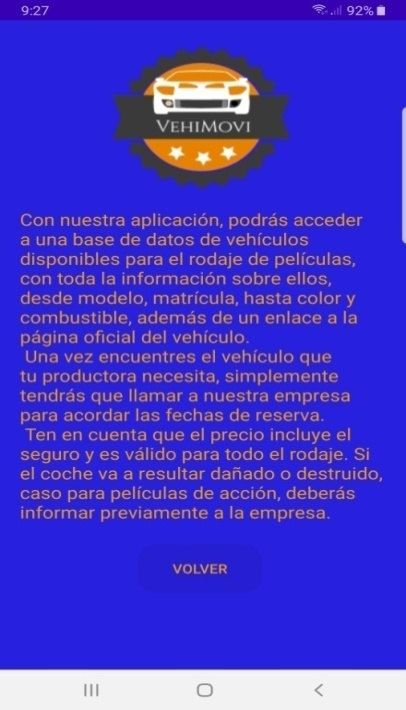 9:27
92%
VEHIMOVI
Con nuestra aplicación, podrás acceder
a una base de datos de vehículos
disponibles para el rodaje de películas,
con toda la información sobre ellos,
desde modelo, matrícula, hasta color y
combustible, además de un enlace a la
página oficial del vehículo.
Una vez encuentres el vehículo que
tu productora necesita, simplemente
tendrás que llamar a nuestra empresa
para acordar las fechas de reserva.
Ten en cuenta que el precio incluye el
seguro y es válido para todo el rodaje. Si
el coche va a resultar dañado o destruido,
caso para películas de acción, deberás
informar previamente a la empresa.
VOLVER